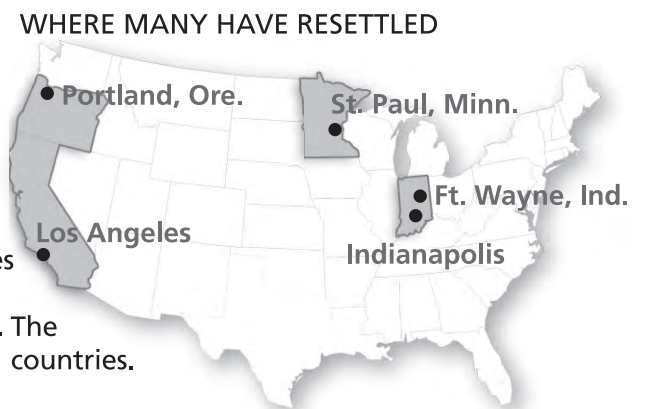 WHERE MANY HAVE RESETTLED
Portland, Ore.
St. Paul, Minn.
Ft. Wayne, Ind.
Los Angeles
Indianapolis
. The
countries.